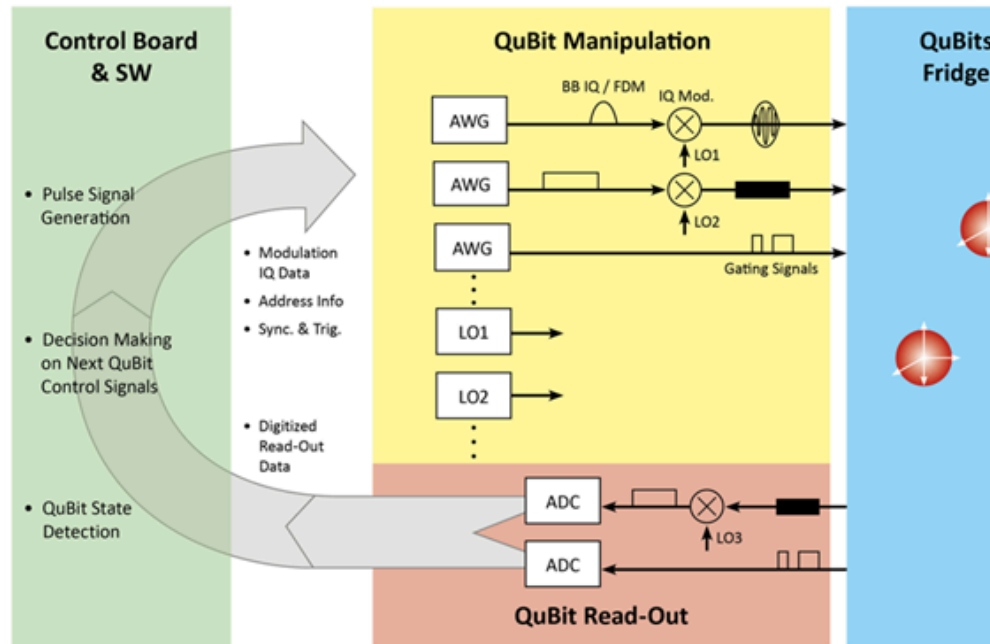 Control Board
& SW
• Pulse Signal
Generation
• Decision Making
on Next QuBit
Control Signals
• QuBit State
Detection
• Modulation
IQ Data
• Address Info
• Sync. & Trig.
• Digitized
Read-Out
Data
QuBit Manipulation
BB IQ / FDM
IQ Mod.
AWG
LO1
AWG
LO2
AWG
Gating Signals
LO1
LO2
ADC
LO3
ADC
QuBit Read-Out
QuBits
Fridge